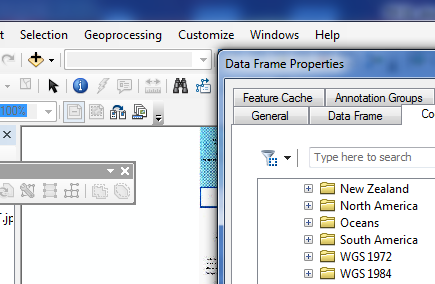 Selection Geoprocessing Customize Windows Help
Data Frame Properties
Feature Cache Annotation Groups
General Data Frame Co
100%
Type here to search
New Zealand
North America
Oceans
South America
WGS 1972
WGS 1984